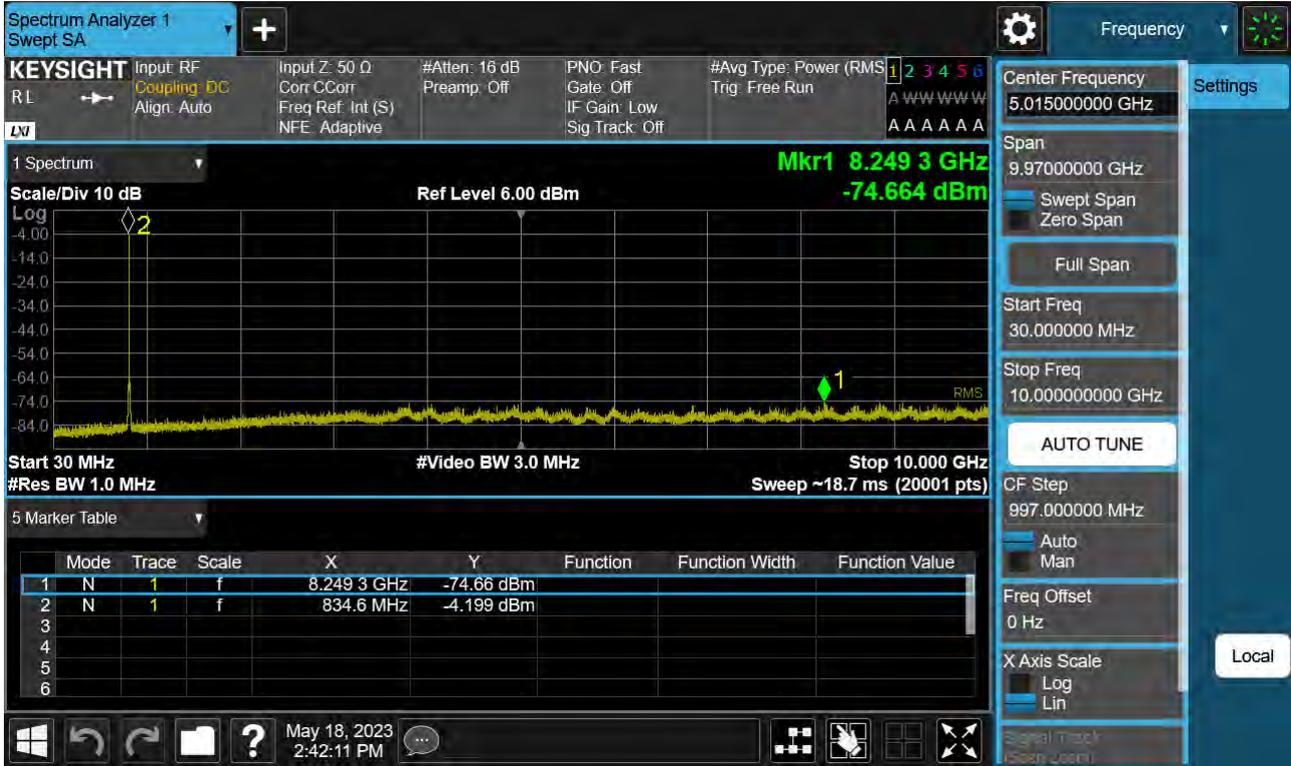 Spectrum Analyzer 1
Swept SA
+
Frequency
KEYSIGHT
RL
LXI
Input: RF
Coupling: DC
Align: Auto
Input Z: 50 Ω
Corr CCorr
Freq Ref: Int (S)
NFE: Adaptive
#Atten: 16 dB
Preamp: Off
PNO: Fast
Gate: Off
IF Gain: Low
Sig Track: Off
#Avg Type: Power (RMS
Trig: Free Run
1 2 3 4 5 6
A W W W W W
A A A A A A
1 Spectrum
Scale/Div 10 dB
Ref Level 6.00 dBm
Mkr1 8.249 3 GHz
-74.664 dBm
Log
-4.00
-14.0
-24.0
-34.0
-44.0
-54.0
-64.0
-74.0
-84.0
2
1
RMS
Start 30 MHz
#Video BW 3.0 MHz
Stop 10.000 GHz
#Res BW 1.0 MHz
Sweep ~18.7 ms (20001 pts)
5 Marker Table
Mode Trace Scale X Y Function Function Width Function Value
1 N 1 f 8.249 3 GHz -74.66 dBm
2 N 1 f 834.6 MHz -4.199 dBm
3
4
5
6
?
May 18, 2023
2:42:11 PM
Center Frequency
5.015000000 GHz
Span
9.97000000 GHz
Swept Span
Zero Span
Full Span
Start Freq
30.000000 MHz
Stop Freq
10.000000000 GHz
AUTO TUNE
CF Step
997.000000 MHz
Auto
Man
Freq Offset
0 Hz
X Axis Scale
Log
Lin
Signal Track
(Span Zoom)
Settings
Local